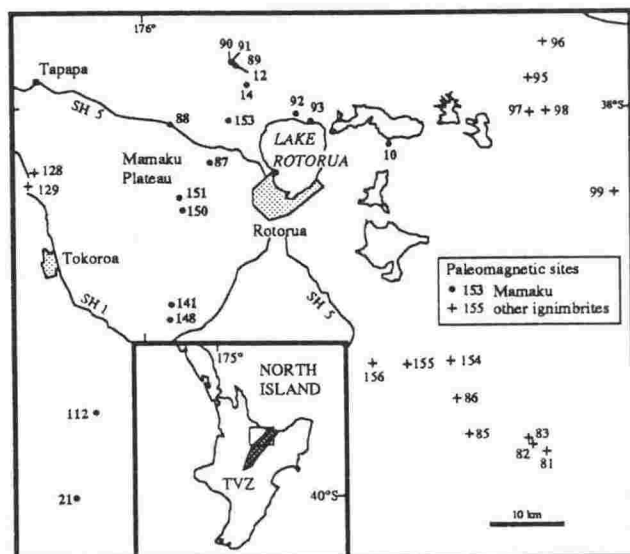 176°
90
91
89
12
14
96
95
97
98
38°S
Tapapa
SH 5
88
153
92
93
LAKE
ROTORUA
10
Mamaku
Plateau
87
128
129
151
150
99
Rotorua
Tokoroa
SH 1
141
148
SH 5
Paleomagnetic sites
153 Mamaku
155 other ignimbrites
175°
NORTH
ISLAND
TVZ
40°S
112
21
156
155
154
86
85
83
82
81
10 km